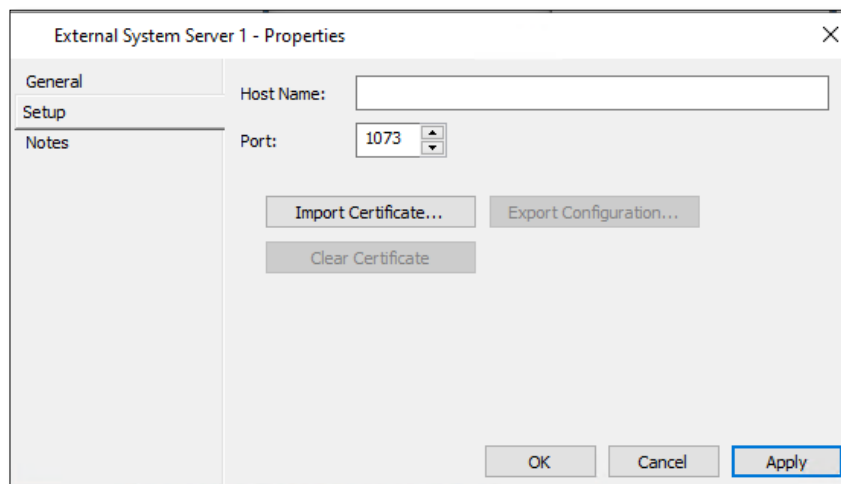 External System Server 1 - Properties
General
Setup
Notes
Host Name:
Port: 1073
Import Certificate... Export Configuration...
Clear Certificate
OK Cancel Apply